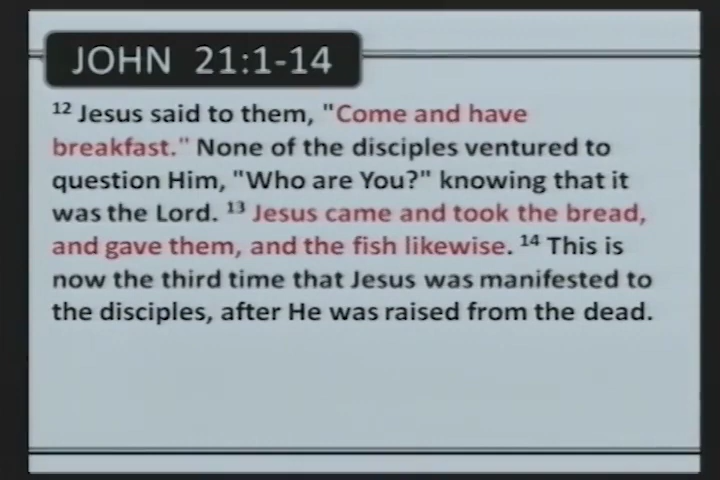 JOHN 21:1-14
12 Jesus said to them, "Come and have
breakfast." None of the disciples ventured to
question Him, "Who are You?" knowing that it
was the Lord. 13 Jesus came and took the bread,
and gave them, and the fish likewise. 14 This is
now the third time that Jesus was manifested to
the disciples, after He was raised from the dead.